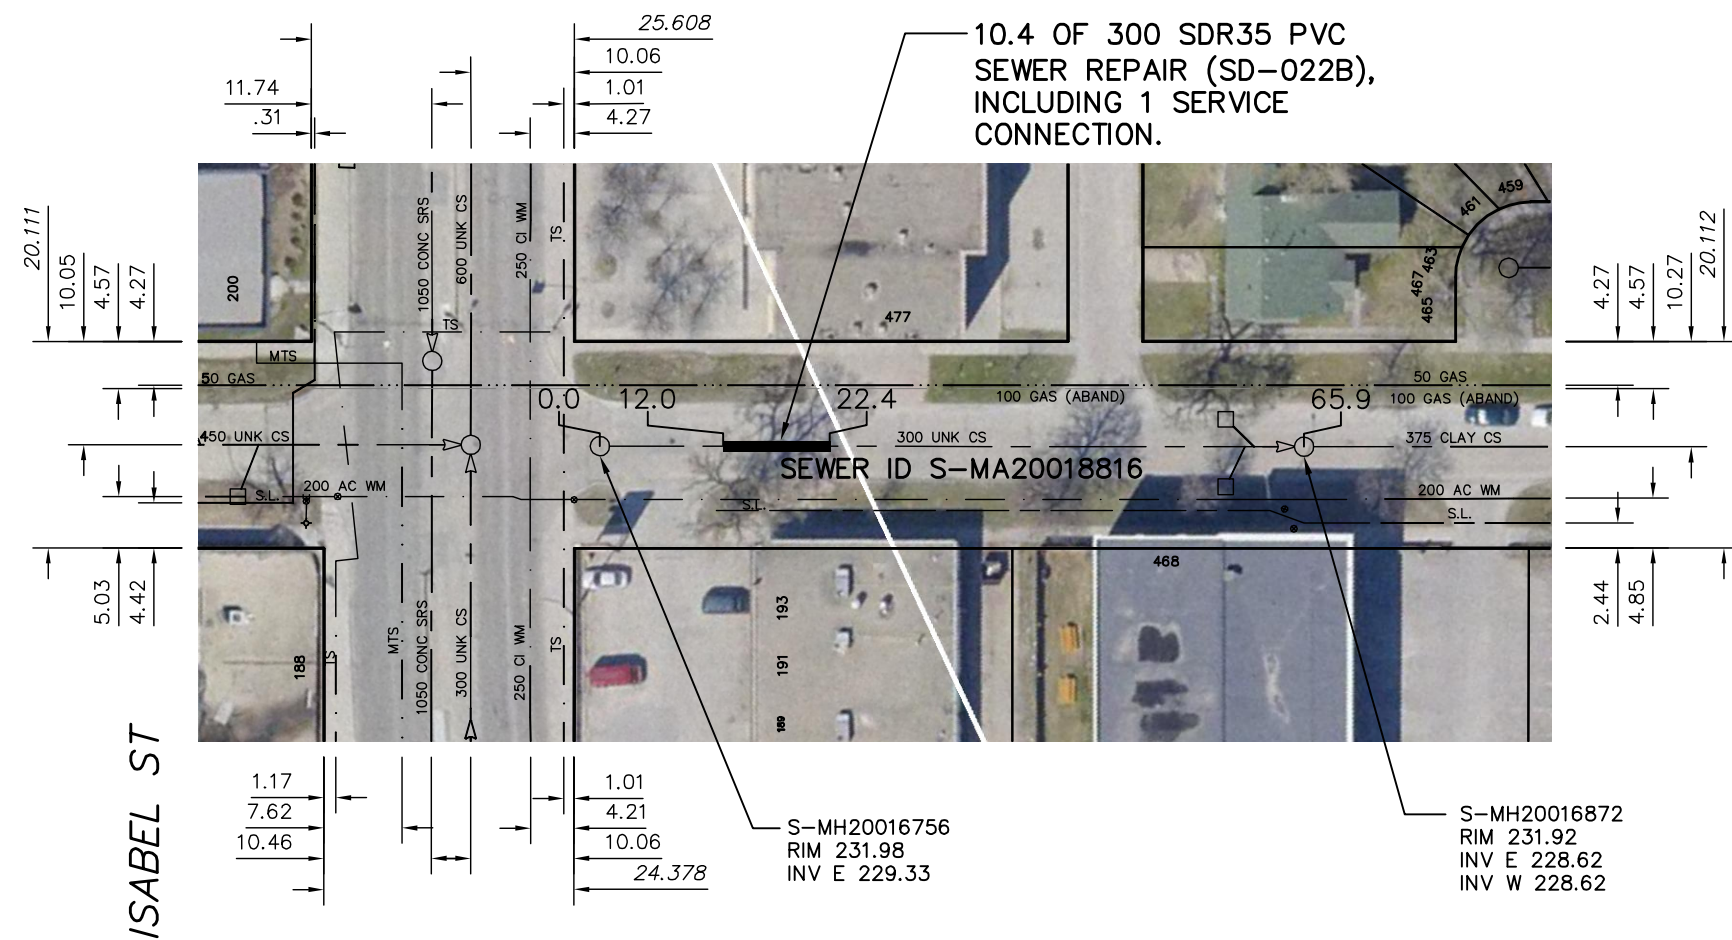 25.608
10.06
1.01
4.27
11.74
.31
10.4 OF 300 SDR35 PVC
SEWER REPAIR (SD-022B),
INCLUDING 1 SERVICE
CONNECTION.
20.111
10.05
4.57
4.27
4.27
4.57
10.27
20.112
200
1050 CONC SRS
600 UNK CS
250 CI WM
TS
TS
MTS
477
459
461
463
467
465
50 GAS
50 GAS
100 GAS (ABAND)
100 GAS (ABAND)
0.0
12.0
22.4
65.9
450 UNK CS
300 UNK CS
375 CLAY CS
SEWER ID S-MA20018816
S.L.
200 AC WM
S.L.
200 AC WM
S.L.
468
5.03
4.42
2.44
4.85
188
TS
MTS
1050 CONC SRS
300 UNK CS
250 CI WM
TS
193
191
189
ISABEL ST
1.17
7.62
10.46
1.01
4.21
10.06
24.378
S-MH20016756
RIM 231.98
INV E 229.33
S-MH20016872
RIM 231.92
INV E 228.62
INV W 228.62